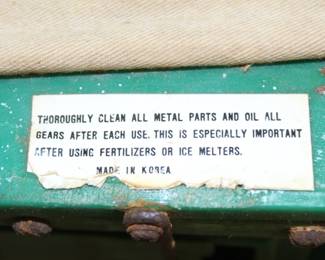 THOROUGHLY CLEAN ALL METAL PARTS AND OIL ALL
GEARS AFTER EACH USE. THIS IS ESPECIALLY IMPORTANT
AFTER USING FERTILIZERS OR ICE MELTERS.
MADE IN KOREA